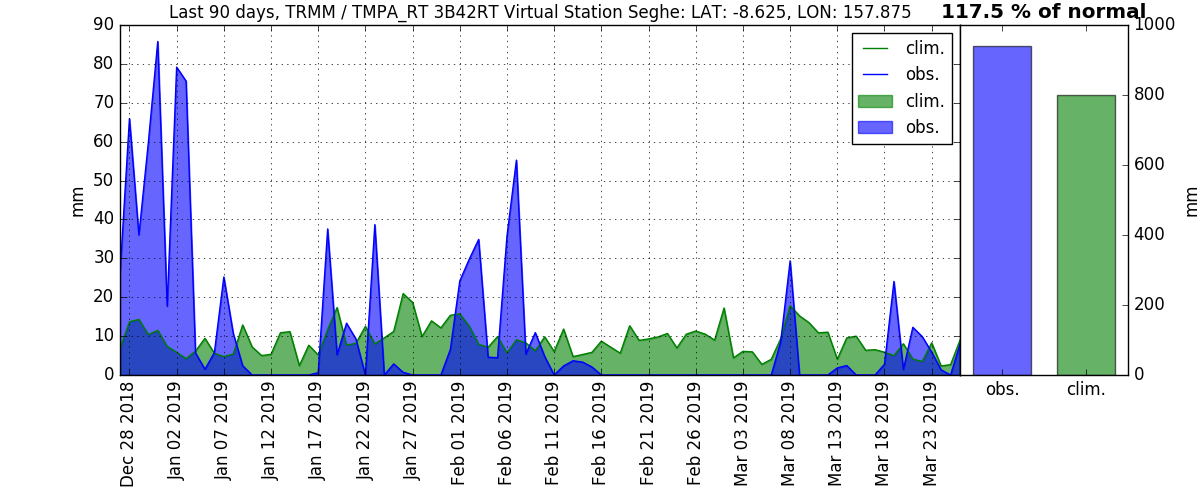 Last 90 days, TRMM / TMPA_RT 3B42RT Virtual Station Seghe: LAT: -8.625, LON: 157.875
117.5 % of normal
90
80
70
60
50
40
30
20
10
0
mm
clim.
obs.
clim.
obs.
Dec 28 2018
Jan 02 2019
Jan 07 2019
Jan 12 2019
Jan 17 2019
Jan 22 2019
Jan 27 2019
Feb 01 2019
Feb 06 2019
Feb 11 2019
Feb 16 2019
Feb 21 2019
Feb 26 2019
Mar 03 2019
Mar 08 2019
Mar 13 2019
Mar 18 2019
Mar 23 2019
1000
800
600
400
200
0
mm
obs.
clim.